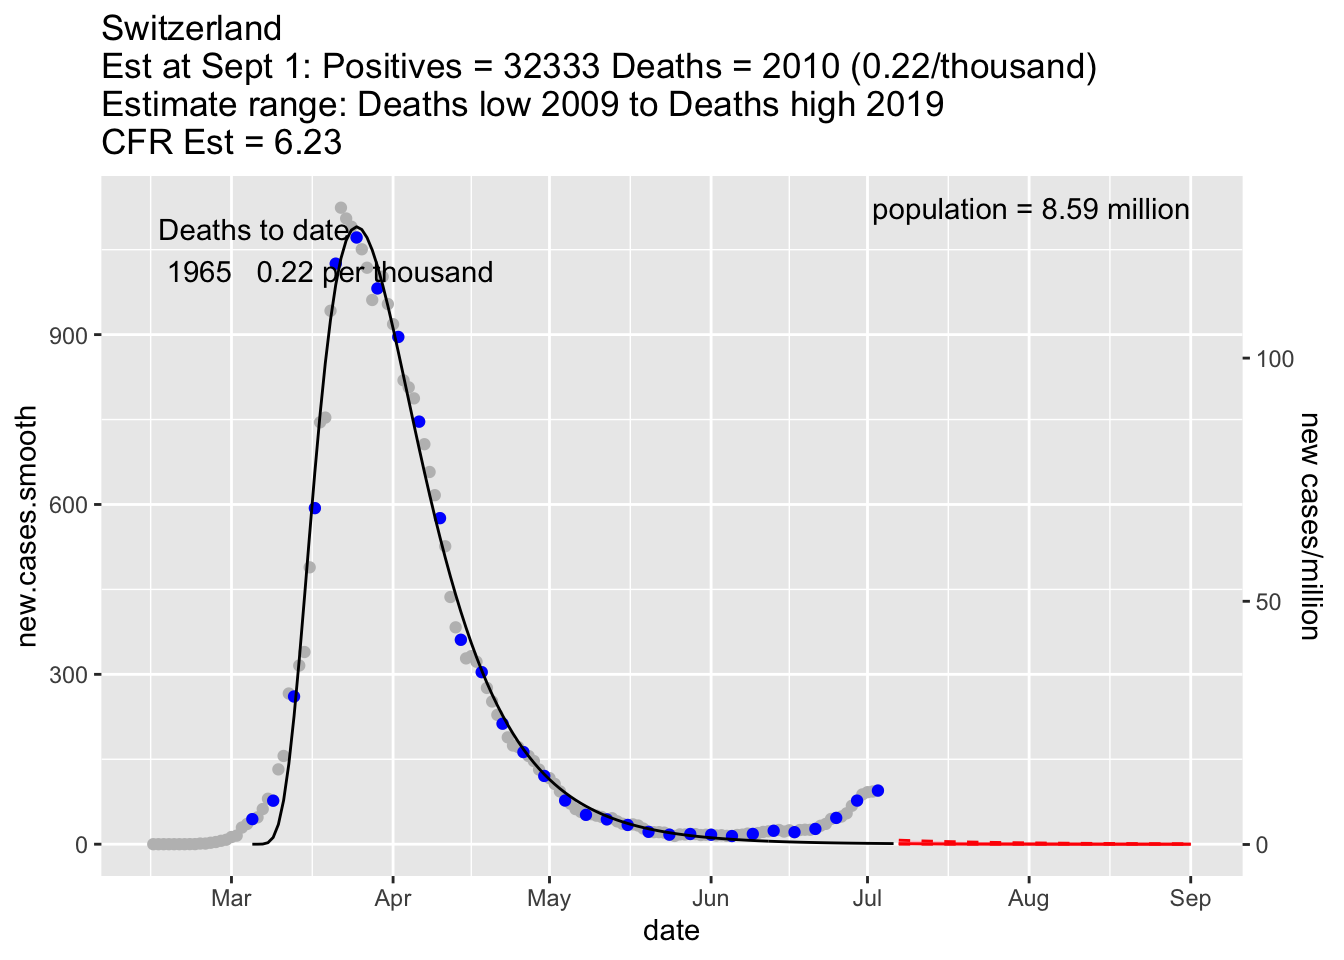 Switzerland
Est at Sept 1: Positives = 32333 Deaths = 2010 (0.22/thousand)
Estimate range: Deaths low 2009 to Deaths high 2019
CFR Est = 6.23
population = 8.59 million
Deaths to date
1965 0.22 per thousand
900
600
300
0
new.cases.smooth
100
50
0
new cases/million
Mar Apr May Jun Jul Aug Sep
date